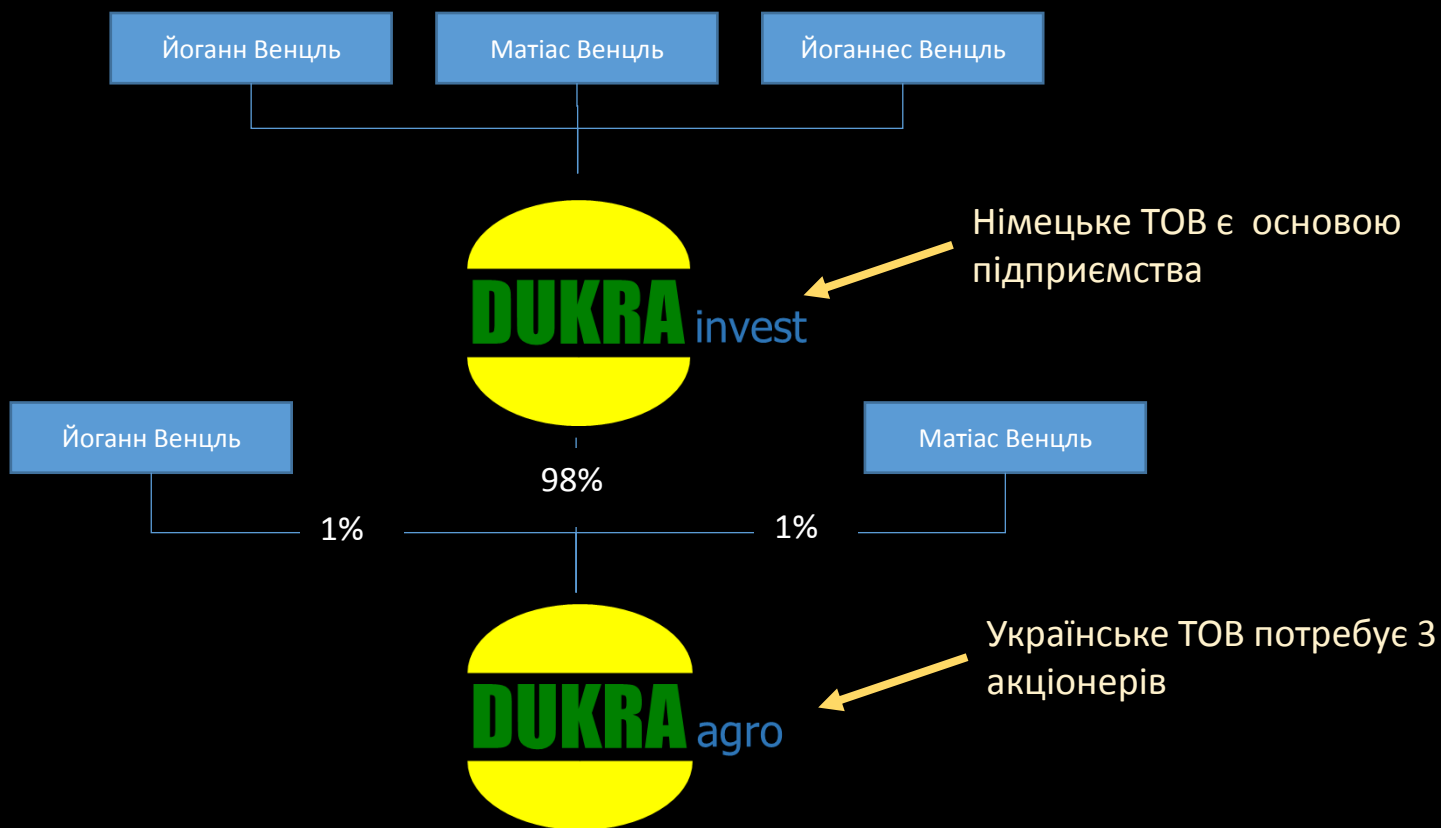 Йоганн Венцль
Матіас Венцль
Йоганнес Венцль
Німецьке ТОВ є основою
підприємства
DUKRA invest
Йоганн Венцль
Матіас Венцль
98%
1%
1%
Українське ТОВ потребує 3
акціонерів
DUKRA agro